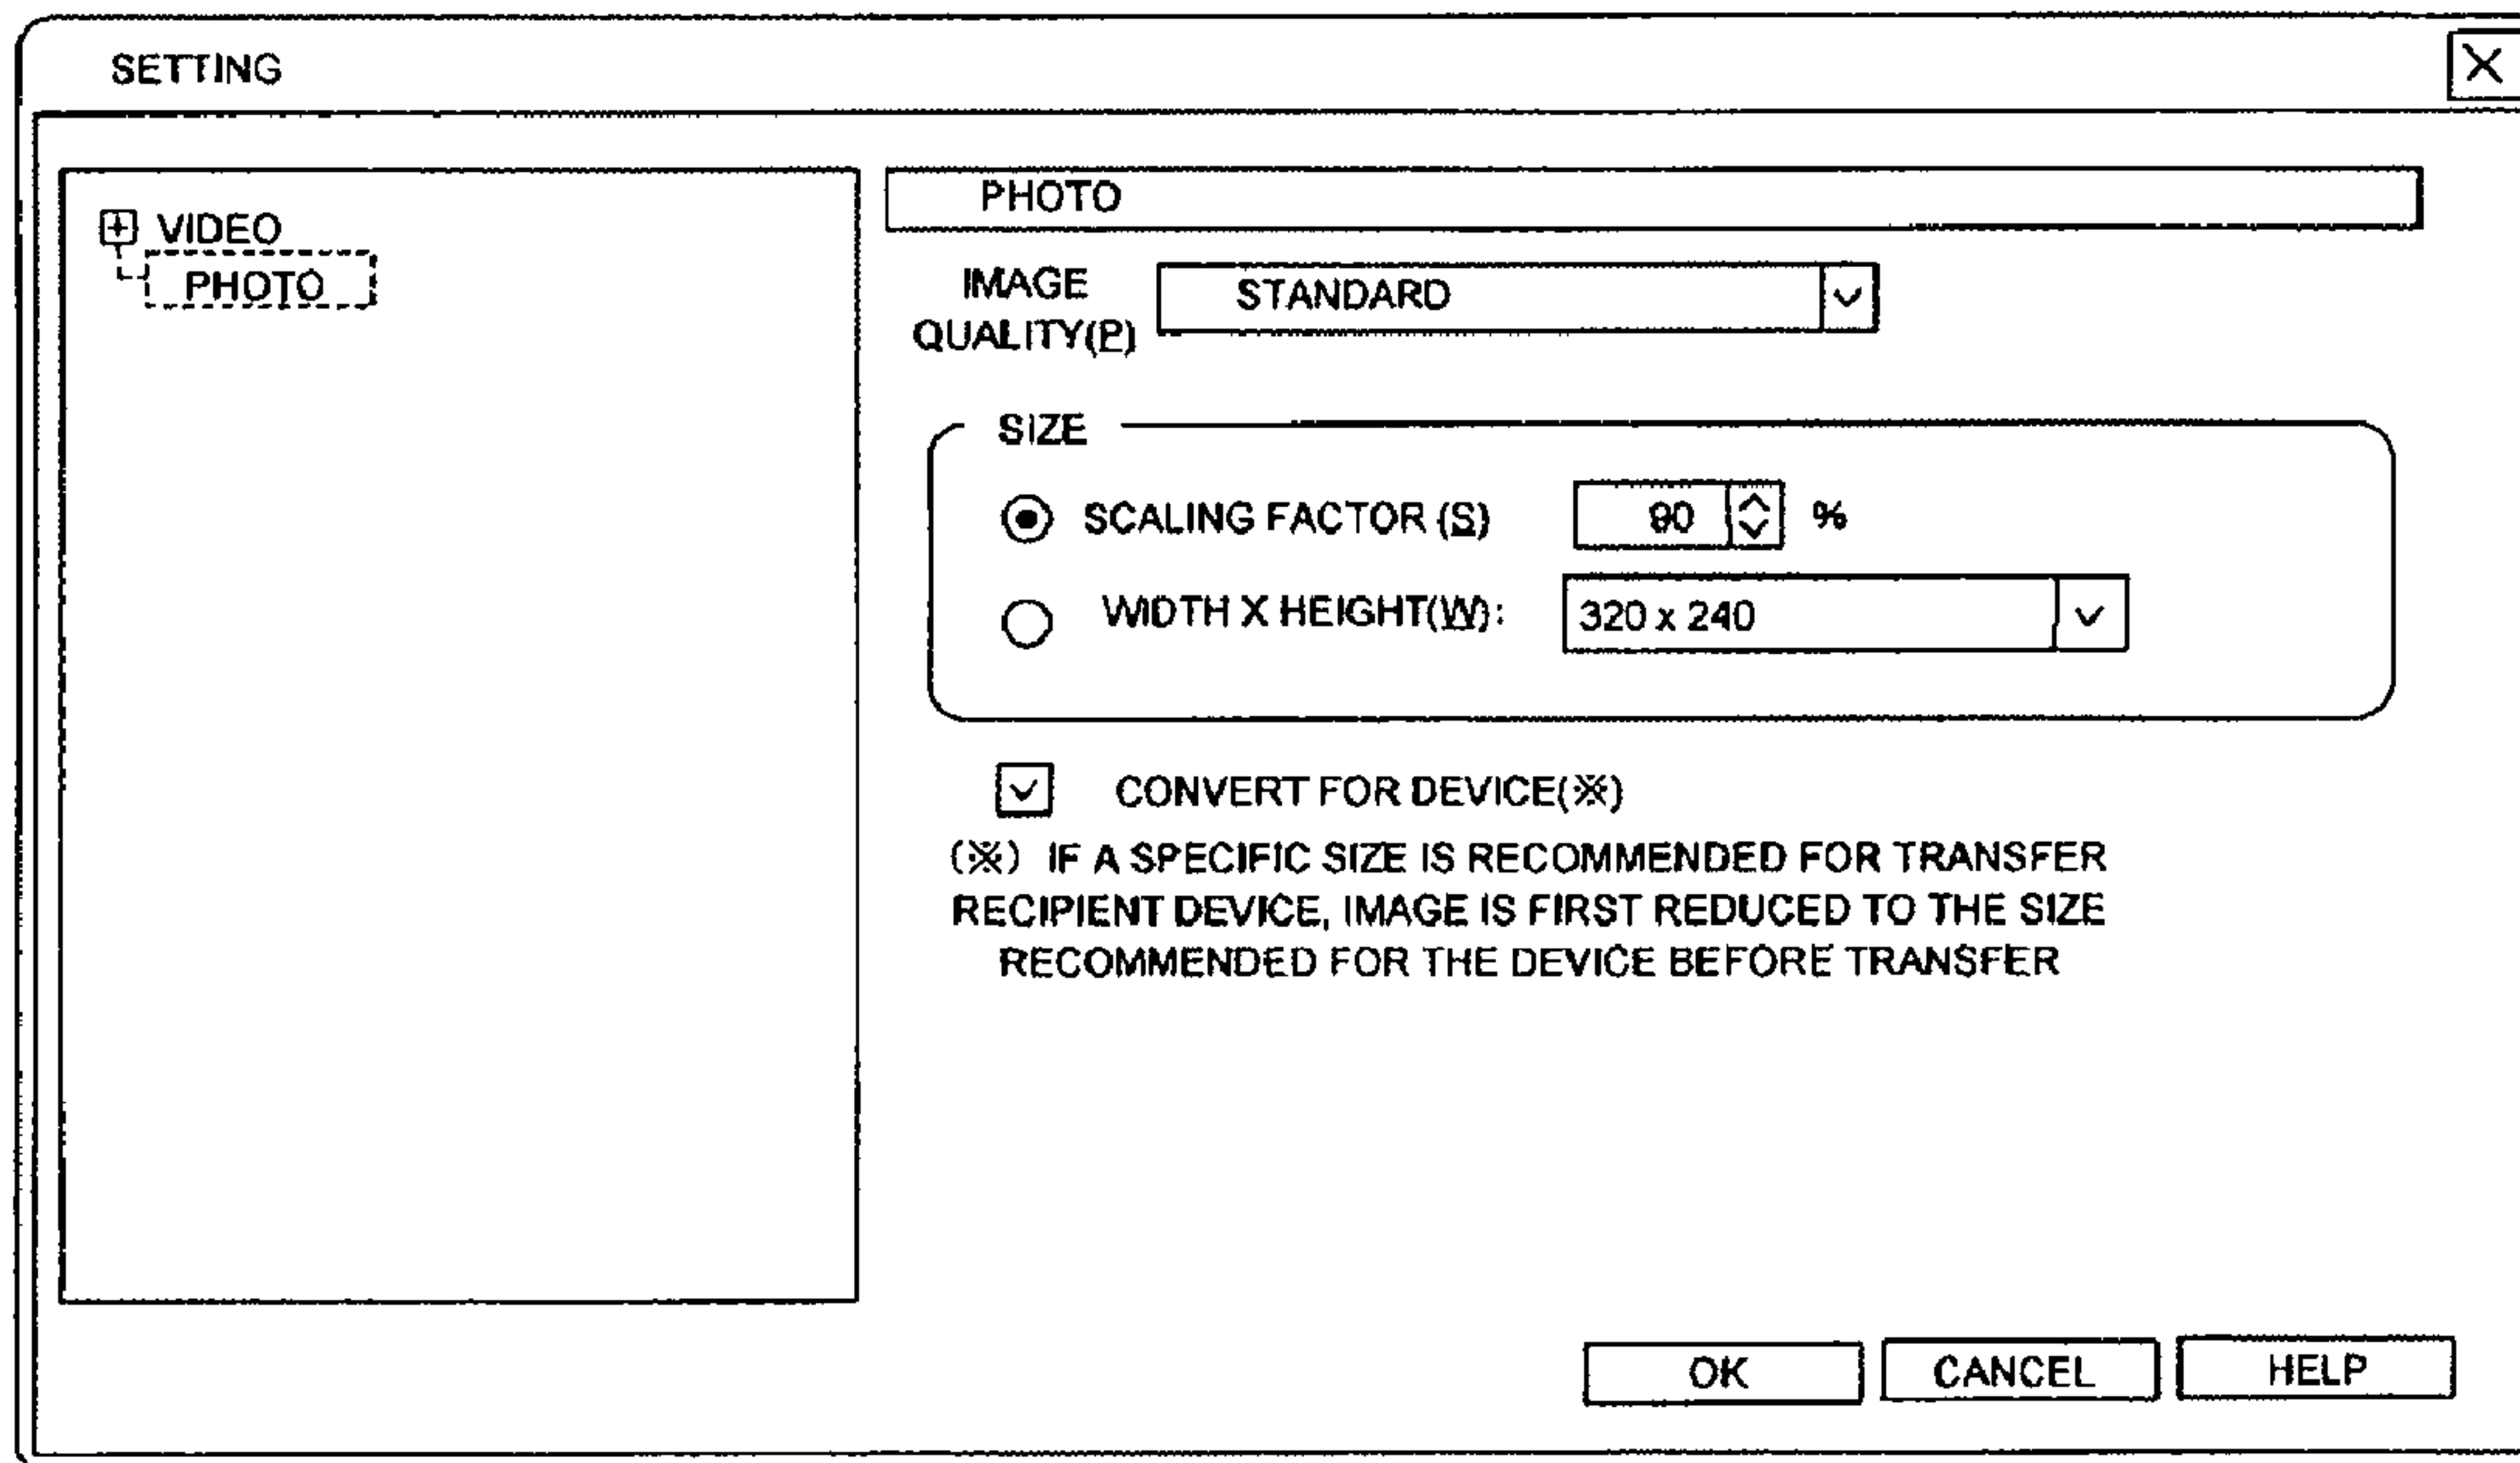 SETTING
VIDEO
PHOTO
PHOTO
IMAGE
QUALITY(P)
STANDARD
SIZE
SCALING FACTOR (S)
%
WIDTH X HEIGHT(W):
320 x 240
CONVERT FOR DEVICE(※)
(※) IF A SPECIFIC SIZE IS RECOMMENDED FOR TRANSFER
RECIPIENT DEVICE, IMAGE IS FIRST REDUCED TO THE SIZE
RECOMMENDED FOR THE DEVICE BEFORE TRANSFER
OK
CANCEL
HELP